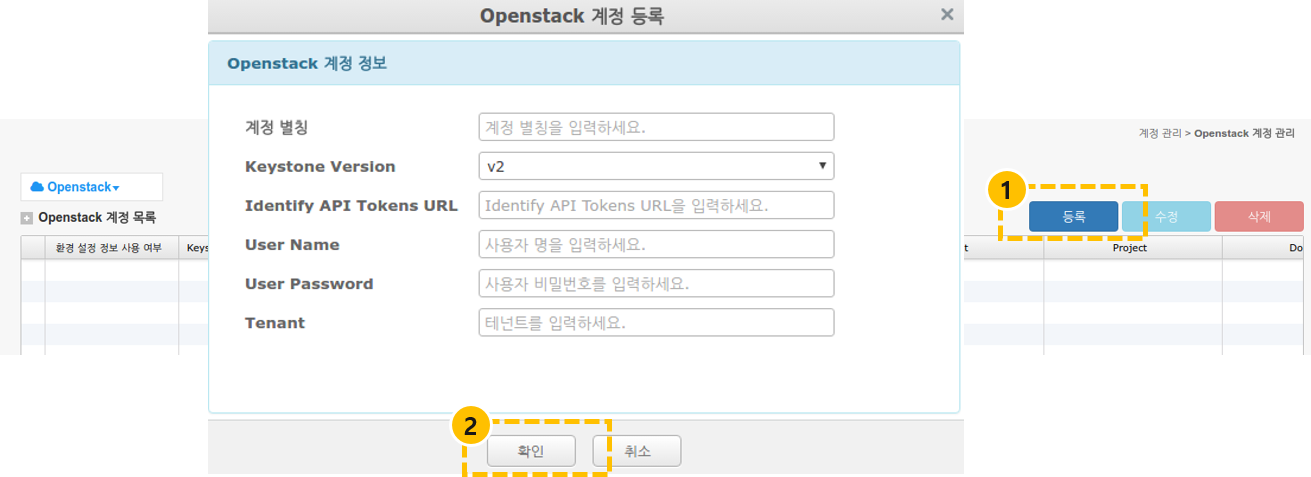 Openstack 계정 등록
×
Openstack 계정 정보
계정 별칭
계정 별칭을 입력하세요.
Keystone Version
v2
Identify API Tokens URL
Identify API Tokens URL을 입력하세요.
User Name
사용자 명을 입력하세요.
User Password
사용자 비밀번호를 입력하세요.
Tenant
테넌트를 입력하세요.
2
확인
취소
계정 관리 > Openstack 계정 관리
Openstack
Openstack 계정 목록
1
등록
수정
삭제
환경 설정 정보 사용 여부
Keys
t
Project
Do